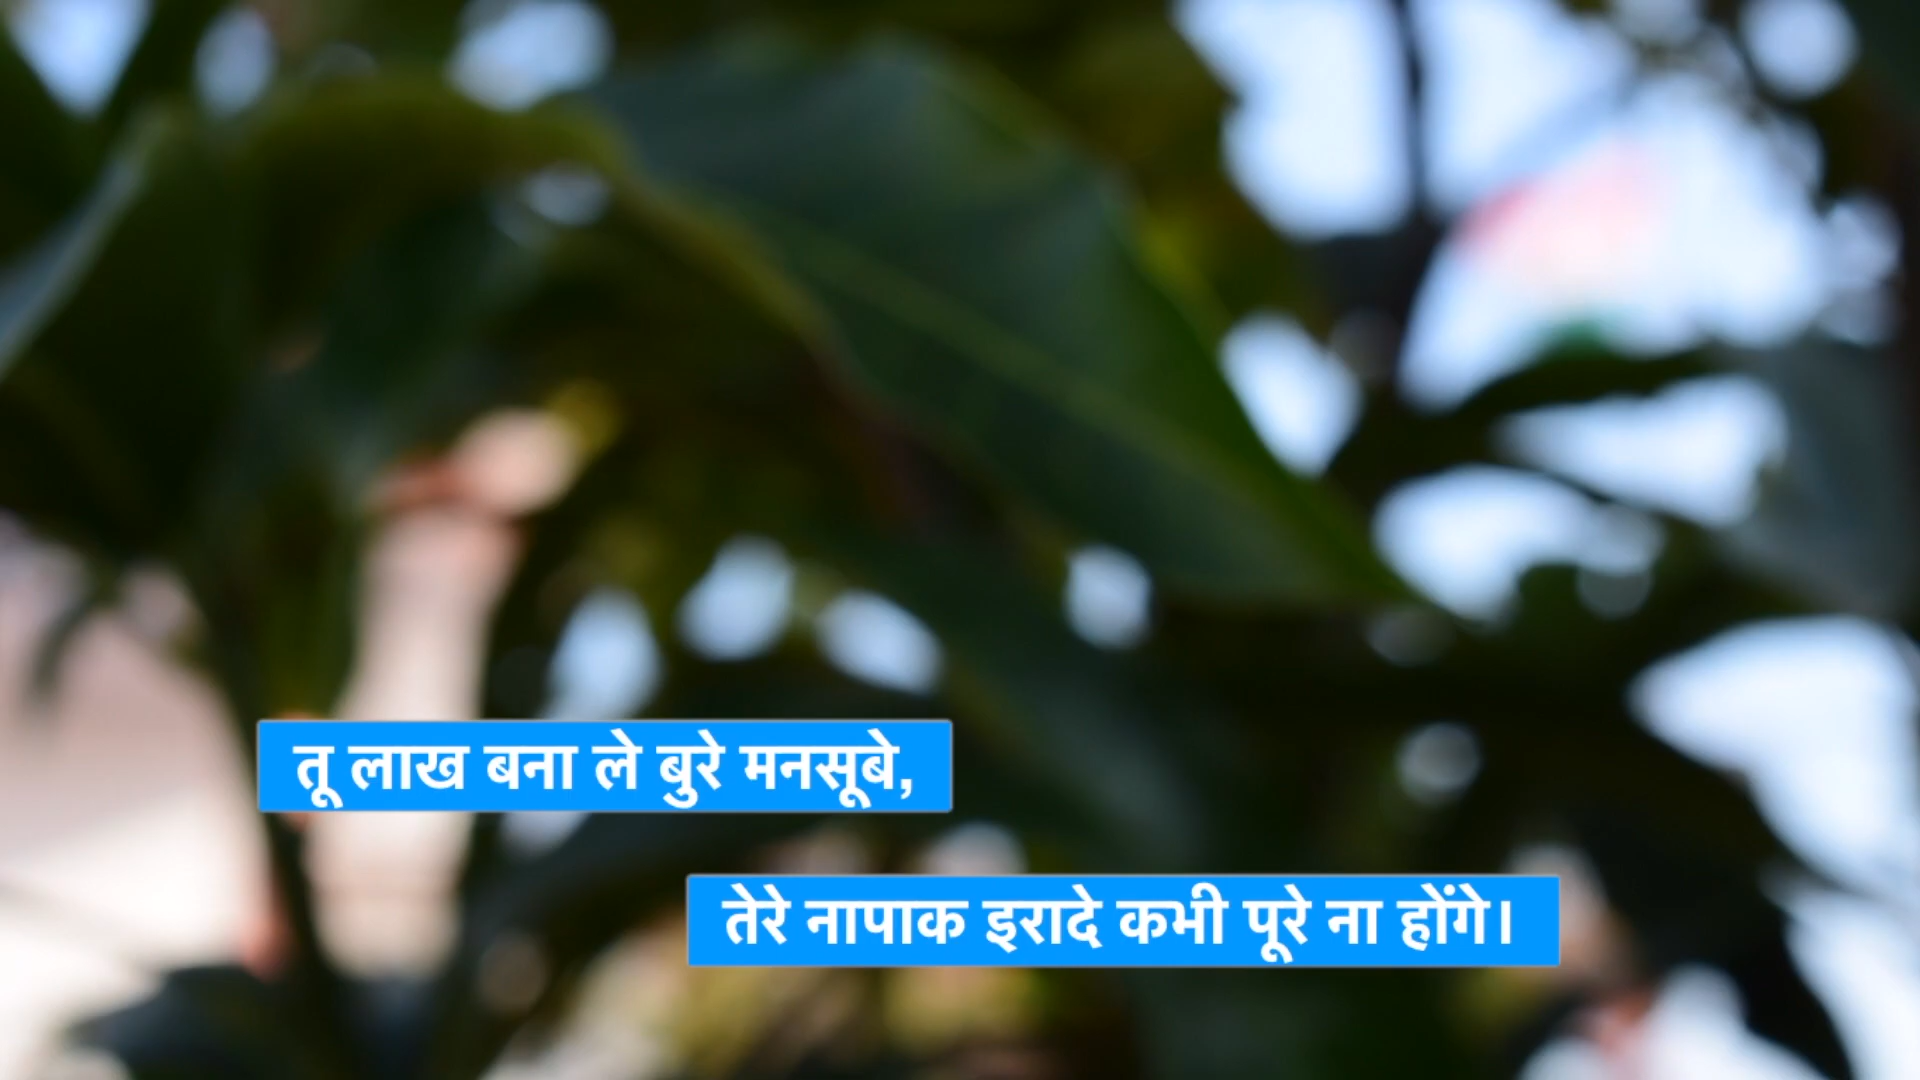 तू लाख बना ले बुरे मनसूबे,
तेरे नापाक इरादे कभी पूरे ना होंगे।